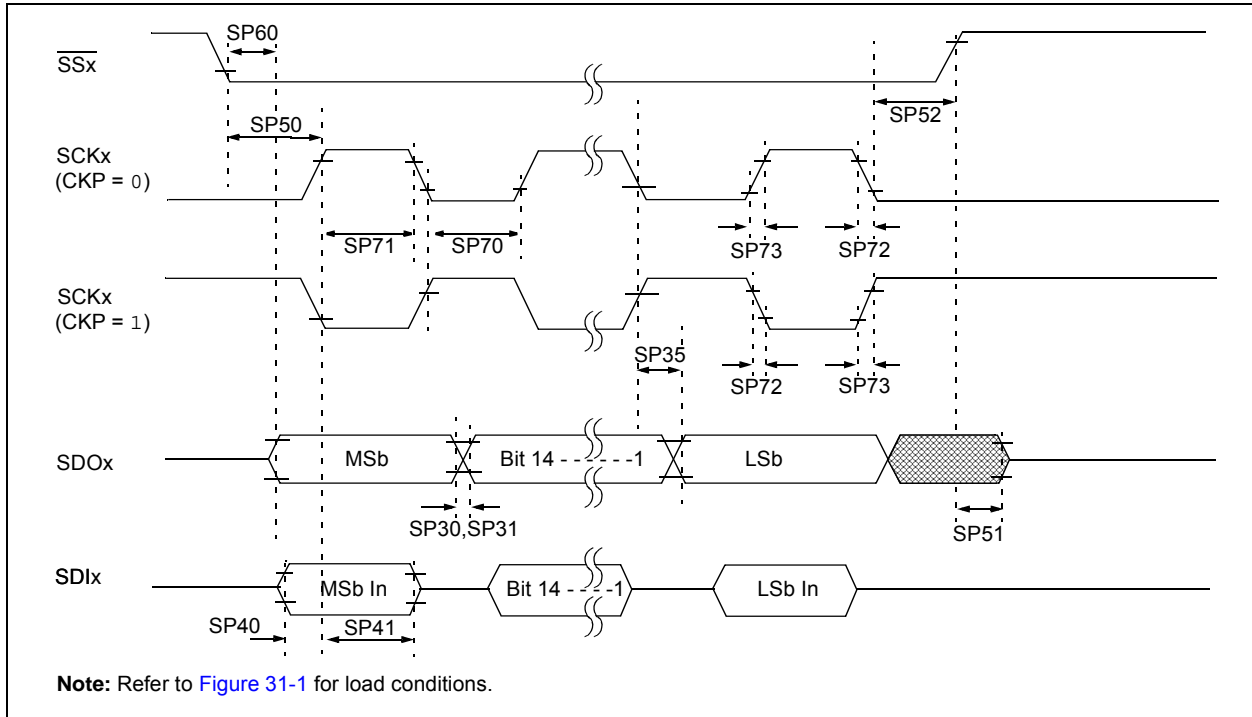 SP60
SSx
SP50
SP52
SCKx
(CKP = 0)
SP71
SP70
SP73
SP72
SCKx
(CKP = 1)
SP35
SP72
SP73
SDOx
MSb
Bit 14 - - - - - -1
LSb
SP30,SP31
SP51
SDIx
MSb In
Bit 14 - - - -1
LSb In
SP40
SP41
Note: Refer to Figure 31-1 for load conditions.